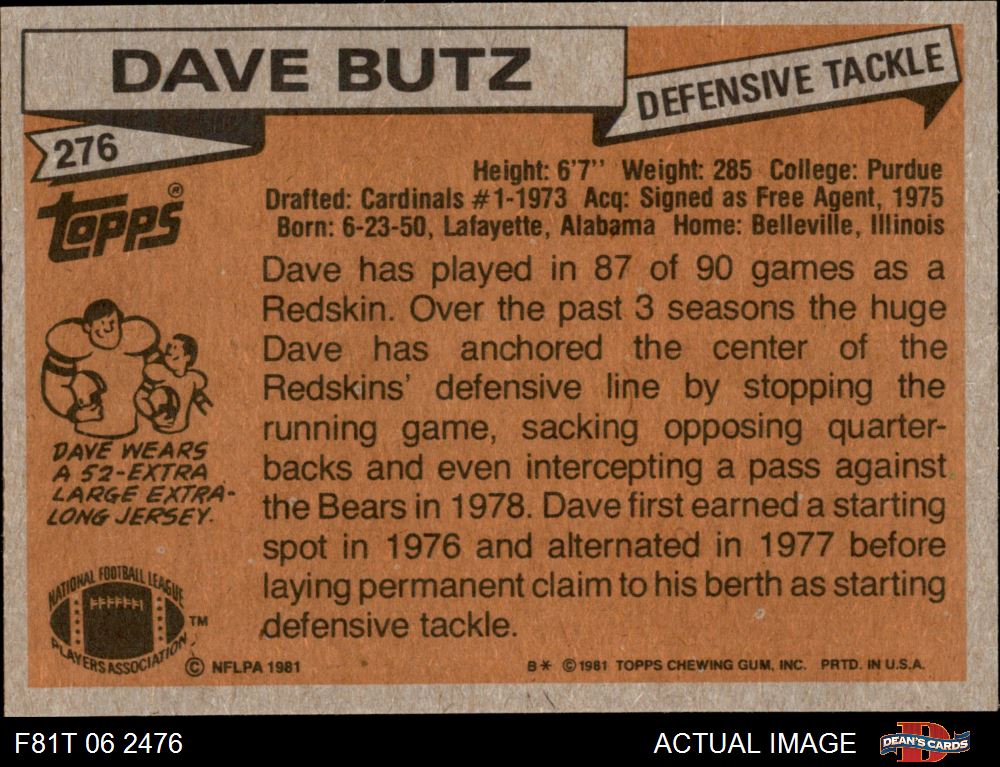 DAVE BUTZ
DEFENSIVE TACKLE
276
topps®
Height: 6'7'' Weight: 285 College: Purdue
Drafted: Cardinals #1-1973 Acq: Signed as Free Agent, 1975
Born: 6-23-50, Lafayette, Alabama Home: Belleville, Illinois
Dave has played in 87 of 90 games as a
Redskin. Over the past 3 seasons the huge
Dave has anchored the center of the
Redskins' defensive line by stopping the
running game, sacking opposing quarter-
backs and even intercepting a pass against
the Bears in 1978. Dave first earned a starting
spot in 1976 and alternated in 1977 before
laying permanent claim to his berth as starting
defensive tackle.
DAVE WEARS
A 52-EXTRA
LARGE EXTRA-
LONG JERSEY.
NATIONAL FOOTBALL LEAGUE
PLAYERS ASSOCIATION
TM
© NFLPA 1981
B* © 1981 TOPPS CHEWING GUM, INC. PRTD. IN U.S.A.
F81T 06 2476
ACTUAL IMAGE
D
DEAN'S CARDS